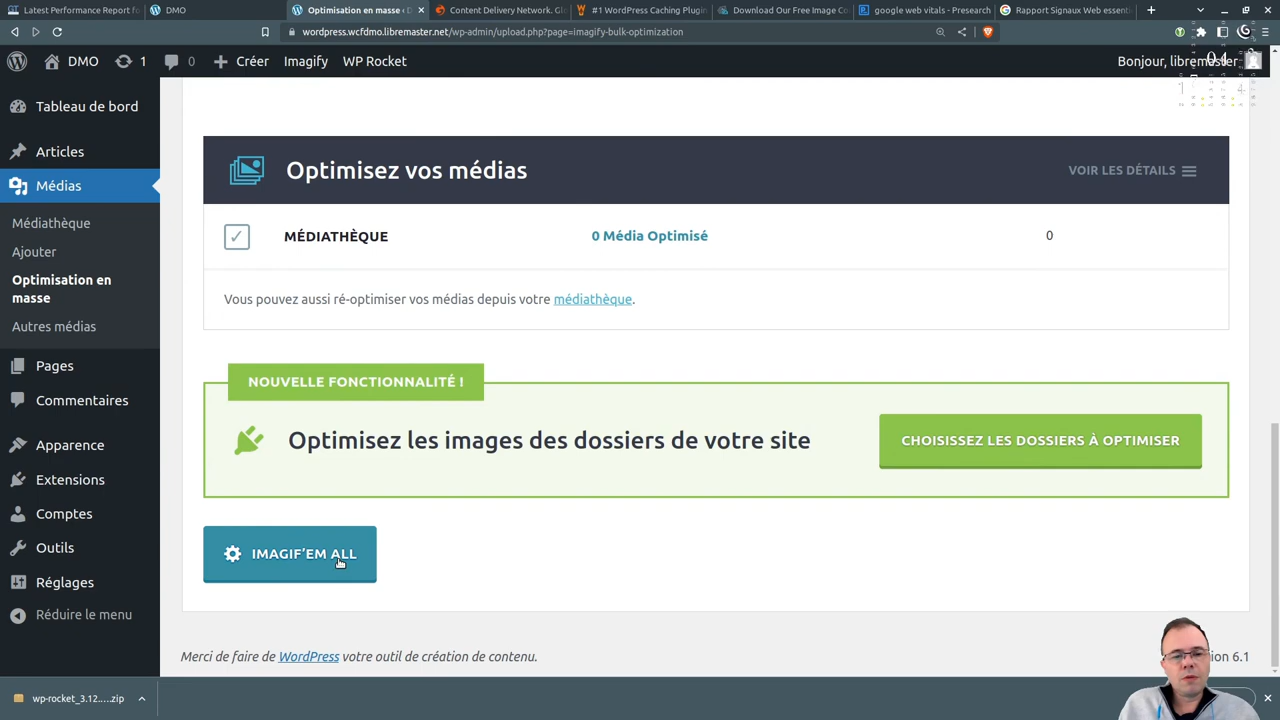 Latest Performance Report fo
DMO
Optimisation en masse ‹ D
Content Delivery Network. Glo
#1 WordPress Caching Plugin
Download Our Free Image Co
google web vitals - Presearch
Rapport Signaux Web essenti
wordpress.wcfdmo.libremaster.net/wp-admin/upload.php?page=imagify-bulk-optimization
DMO
1
0
Créer
Imagify
WP Rocket
Bonjour, libremaster
Tableau de bord
Articles
Médias
Médiathèque
Ajouter
Optimisation en
masse
Autres médias
Pages
Commentaires
Apparence
Extensions
Comptes
Outils
Réglages
Réduire le menu
Optimisez vos médias
VOIR LES DÉTAILS
MÉDIATHÈQUE
0 Média Optimisé
0
Vous pouvez aussi ré-optimiser vos médias depuis votre médiathèque.
NOUVELLE FONCTIONNALITÉ !
Optimisez les images des dossiers de votre site
CHOISISSEZ LES DOSSIERS À OPTIMISER
IMAGIF'EM ALL
Merci de faire de WordPress votre outil de création de contenu.
ion 6.1
wp-rocket_3.12....zip